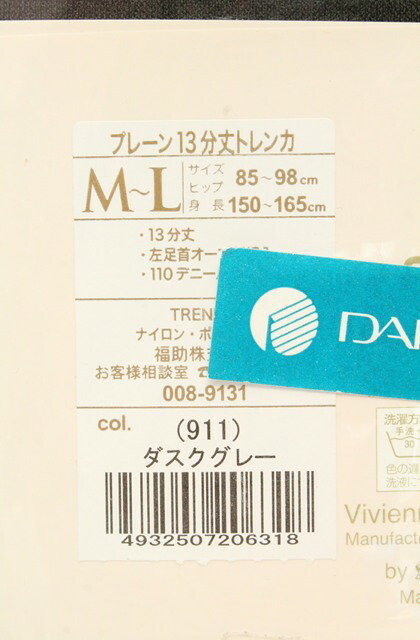 プレーン13分丈トレンカ
M~L
サイズ
ヒップ 85~98cm
身長 150~165cm
・13分丈
・左足首オー
・110デニー
TREN
ナイロン・ポ
福助株
お客様相談室
008-9131
col. (911)
ダスクグレー
4932507206318
DA
洗濯方
手洗
30
色の濃
洗液に
Vivienn
Manufact
by
Ma